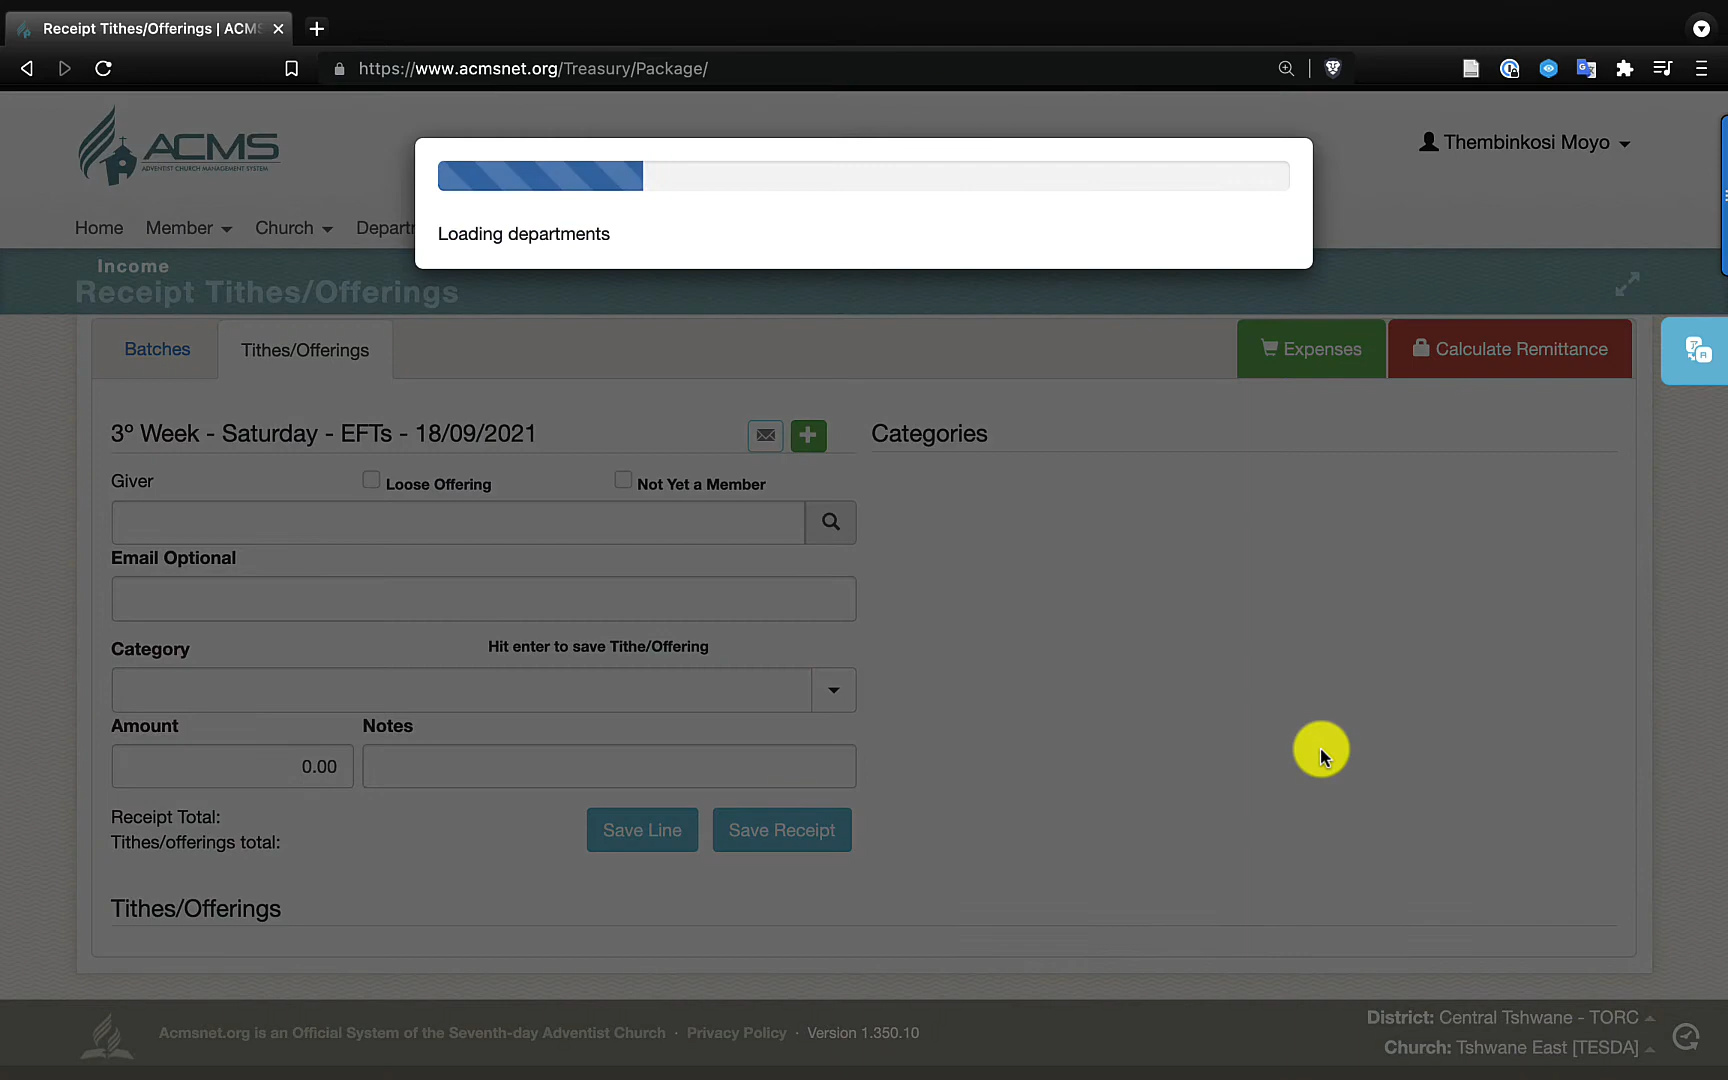 Receipt Tithes/Offerings | ACMS
https://www.acmsnet.org/Treasury/Package/
ACMS
ADVENTIST CHURCH MANAGEMENT SYSTEM
Thembinkosi Moyo
Loading departments
Home Member Church Departm
Income
Receipt Tithes/Offerings
Batches Tithes/Offerings Expenses Calculate Remittance
3º Week - Saturday - EFTs - 18/09/2021 Categories
Giver Loose Offering Not Yet a Member
Email Optional
Category Hit enter to save Tithe/Offering
Amount Notes
0.00
Receipt Total:
Tithes/offerings total:
Save Line Save Receipt
Tithes/Offerings
Acmsnet.org is an Official System of the Seventh-day Adventist Church · Privacy Policy · Version 1.350.10
District: Central Tshwane - TORC
Church: Tshwane East [TESDA]